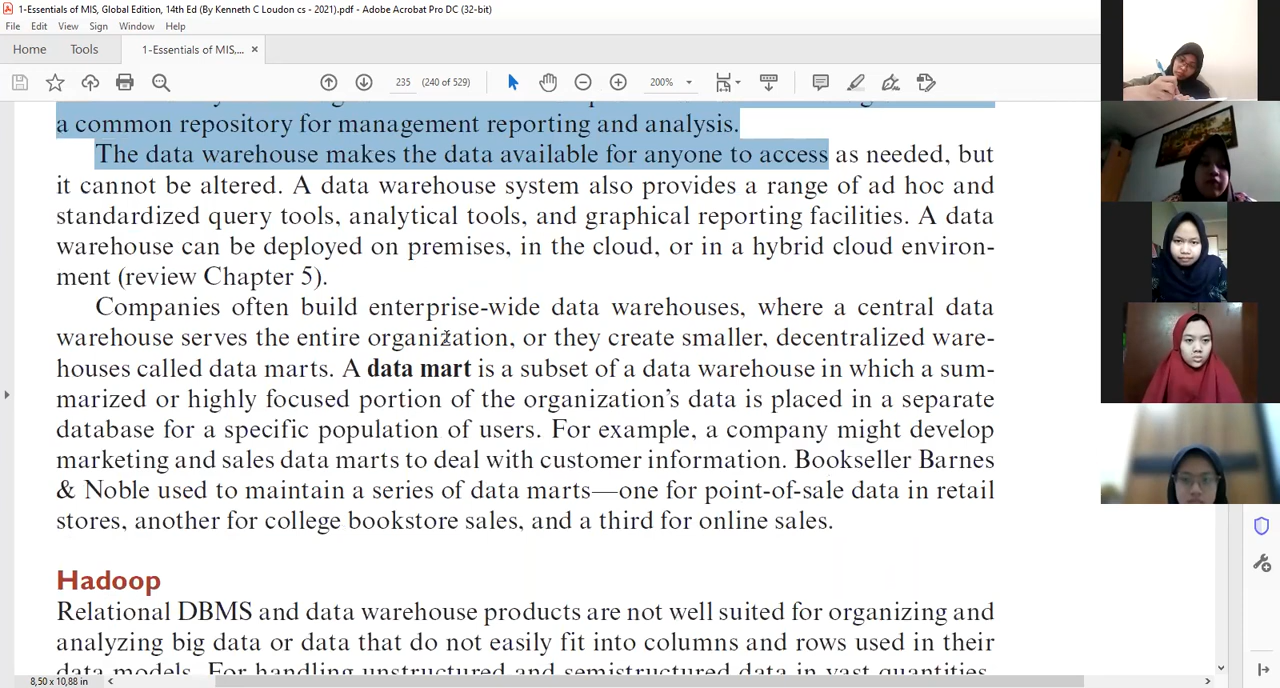 1-Essentials of MIS, Global Edition, 14th Ed (By Kenneth C Loudon cs - 2021).pdf - Adobe Acrobat Pro DC (32-bit)
File Edit View Sign Window Help
Home Tools 1-Essentials of MIS,... ×
235 (240 of 529) 200%
a common repository for management reporting and analysis.
The data warehouse makes the data available for anyone to access as needed, but
it cannot be altered. A data warehouse system also provides a range of ad hoc and
standardized query tools, analytical tools, and graphical reporting facilities. A data
warehouse can be deployed on premises, in the cloud, or in a hybrid cloud environ-
ment (review Chapter 5).
Companies often build enterprise-wide data warehouses, where a central data
warehouse serves the entire organization, or they create smaller, decentralized ware-
houses called data marts. A data mart is a subset of a data warehouse in which a sum-
marized or highly focused portion of the organization’s data is placed in a separate
database for a specific population of users. For example, a company might develop
marketing and sales data marts to deal with customer information. Bookseller Barnes
& Noble used to maintain a series of data marts—one for point-of-sale data in retail
stores, another for college bookstore sales, and a third for online sales.
Hadoop
Relational DBMS and data warehouse products are not well suited for organizing and
analyzing big data or data that do not easily fit into columns and rows used in their
data models. For handling unstructured and semistructured data in vast quantities,
8,50 x 10,88 in